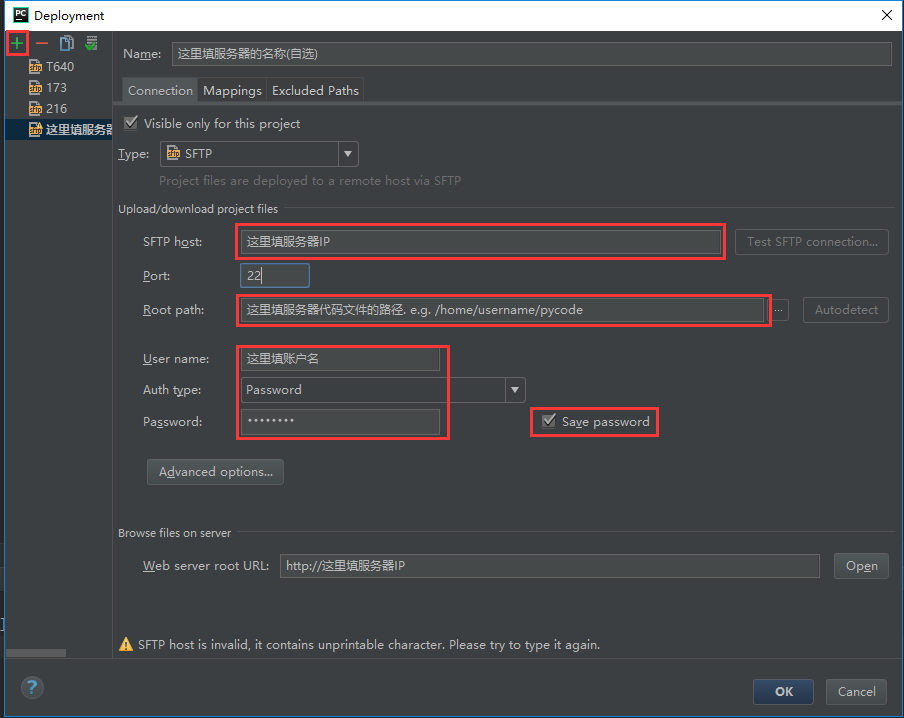 PC Deployment
Name: 这里填服务器的名称(自选)
T640
173
216
这里填服务器
Connection Mappings Excluded Paths
Visible only for this project
Type: SFTP
Project files are deployed to a remote host via SFTP
Upload/download project files
SFTP host: 这里填服务器IP Test SFTP connection...
Port: 22
Root path: 这里填服务器代码文件的路径. e.g. /home/username/pycode ... Autodetect
User name: 这里填账户名
Auth type: Password
Password: •••••••• Save password
Advanced options...
Browse files on server
Web server root URL: http://这里填服务器IP Open
SFTP host is invalid, it contains unprintable character. Please try to type it again.
? OK Cancel